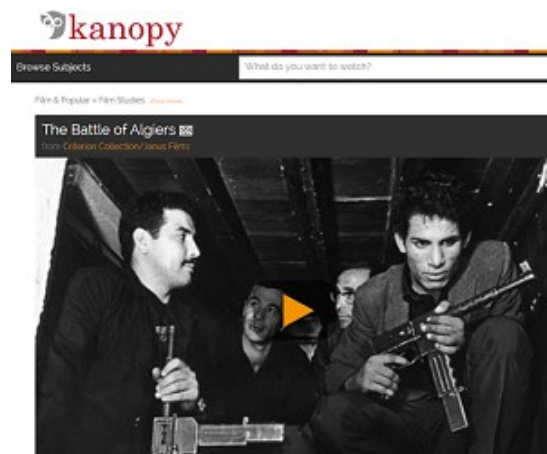 kanopy
Browse Subjects
What do you want to watch?
Film & Popular » Film Studies
The Battle of Algiers
from Criterion Collection/Janus Films